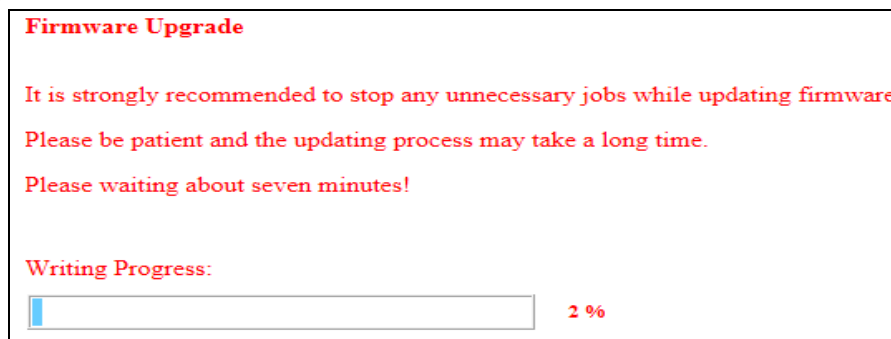 Firmware Upgrade
It is strongly recommended to stop any unnecessary jobs while updating firmware
Please be patient and the updating process may take a long time.
Please waiting about seven minutes!
Writing Progress:
2 %